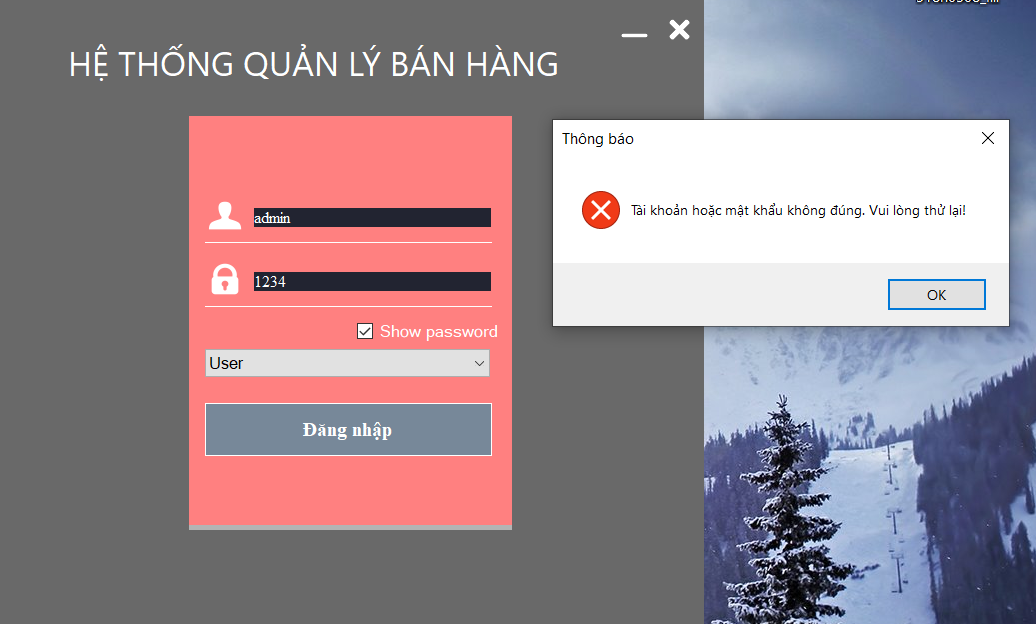 HỆ THỐNG QUẢN LÝ BÁN HÀNG
Thông báo
Tài khoản hoặc mật khẩu không đúng. Vui lòng thử lại!
OK
admin
1234
Show password
User
Đăng nhập